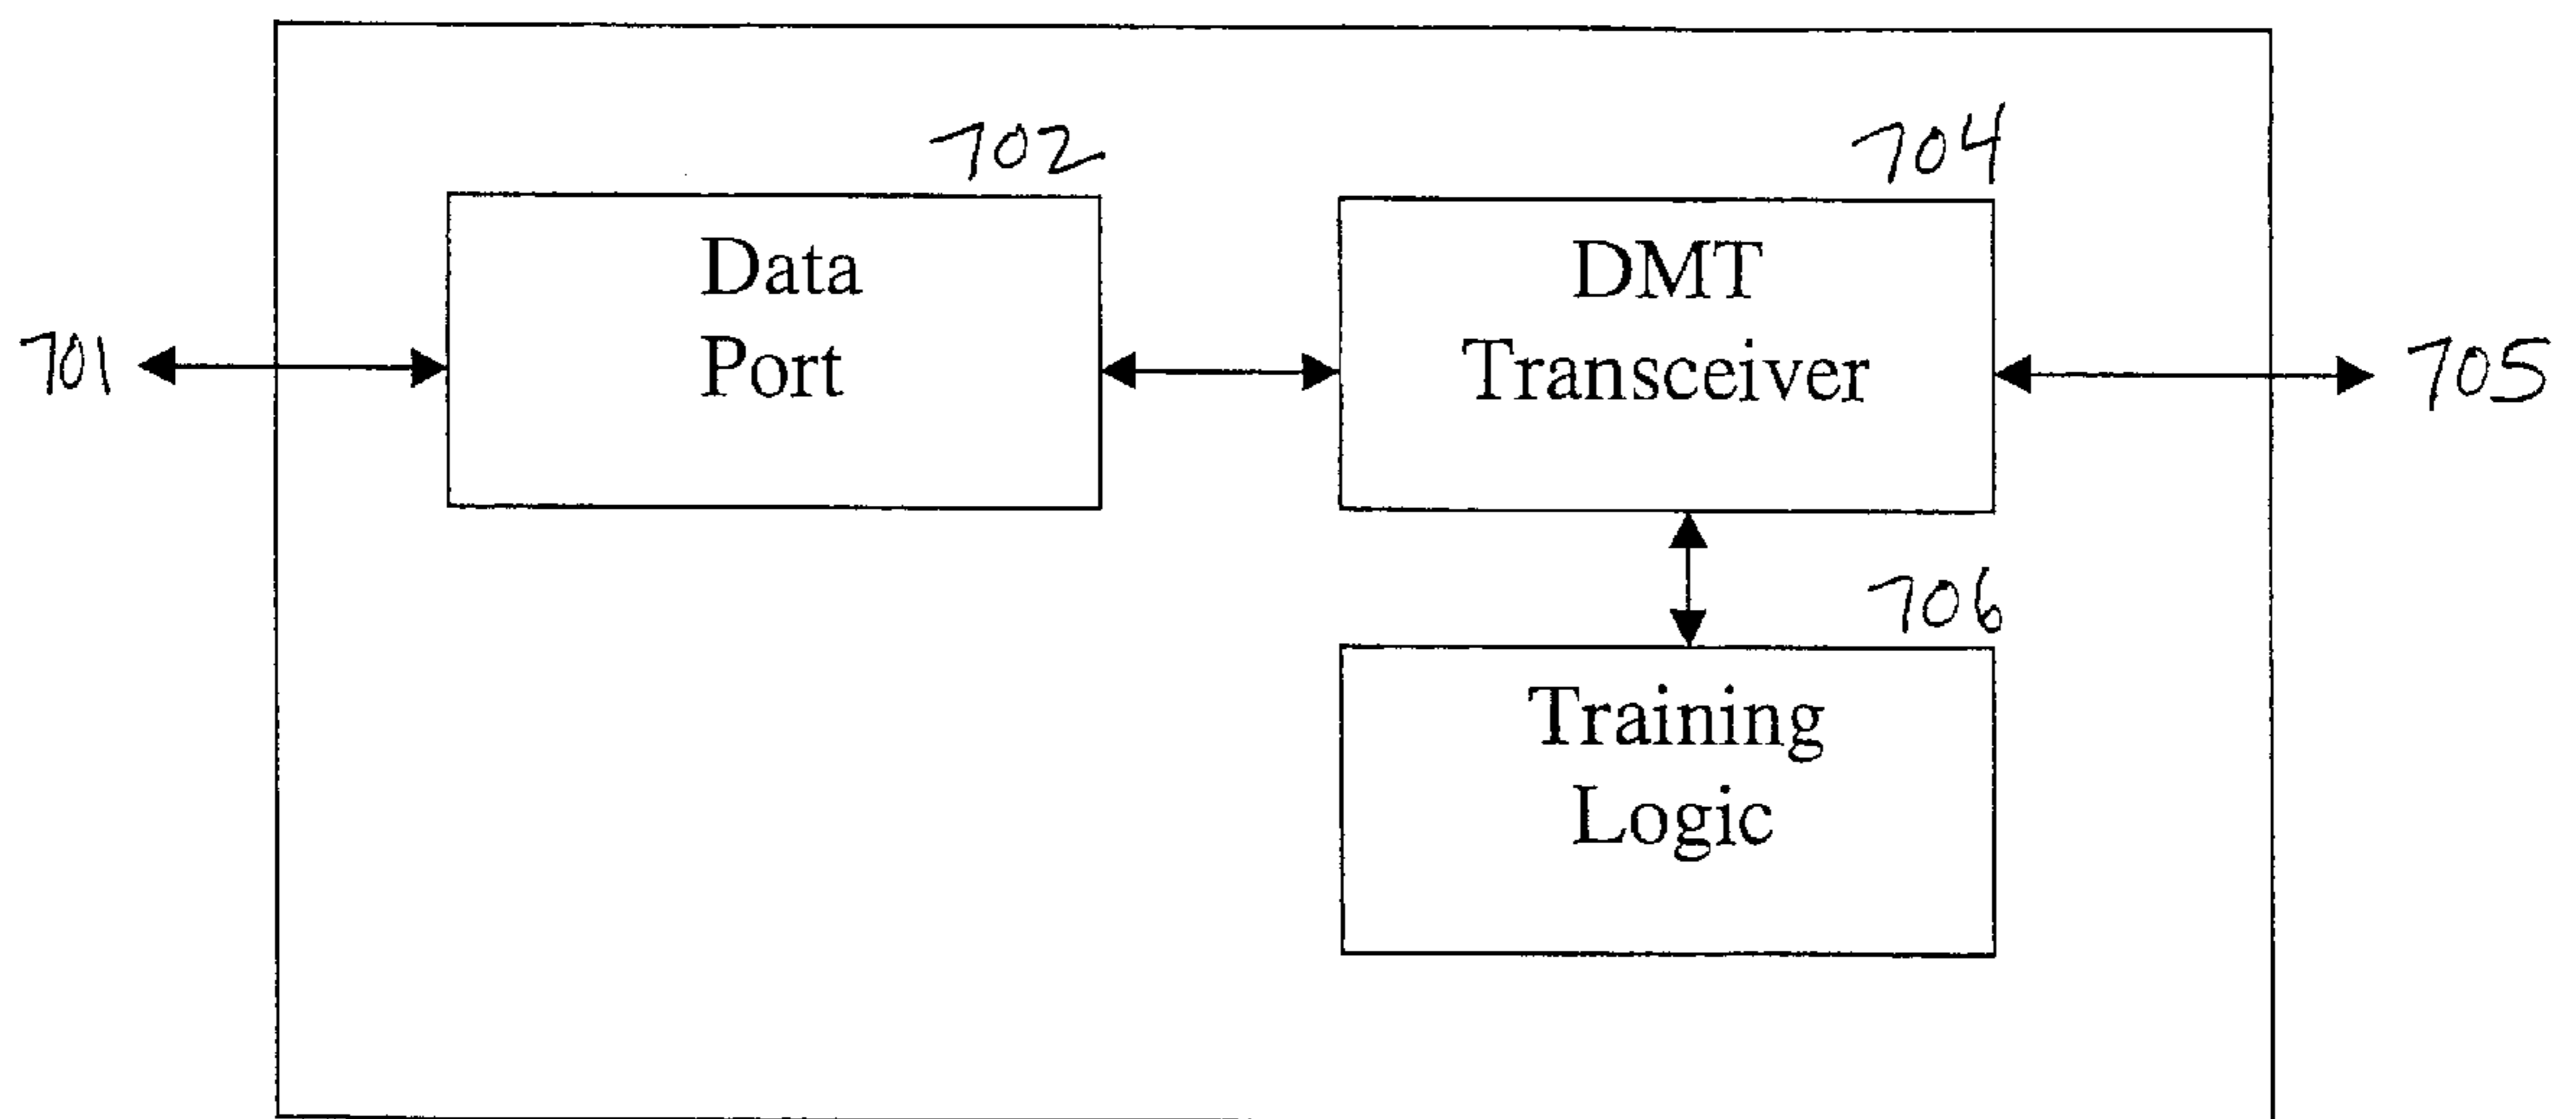 702
704
Data
Port
DMT
Transceiver
701
705
706
Training
Logic